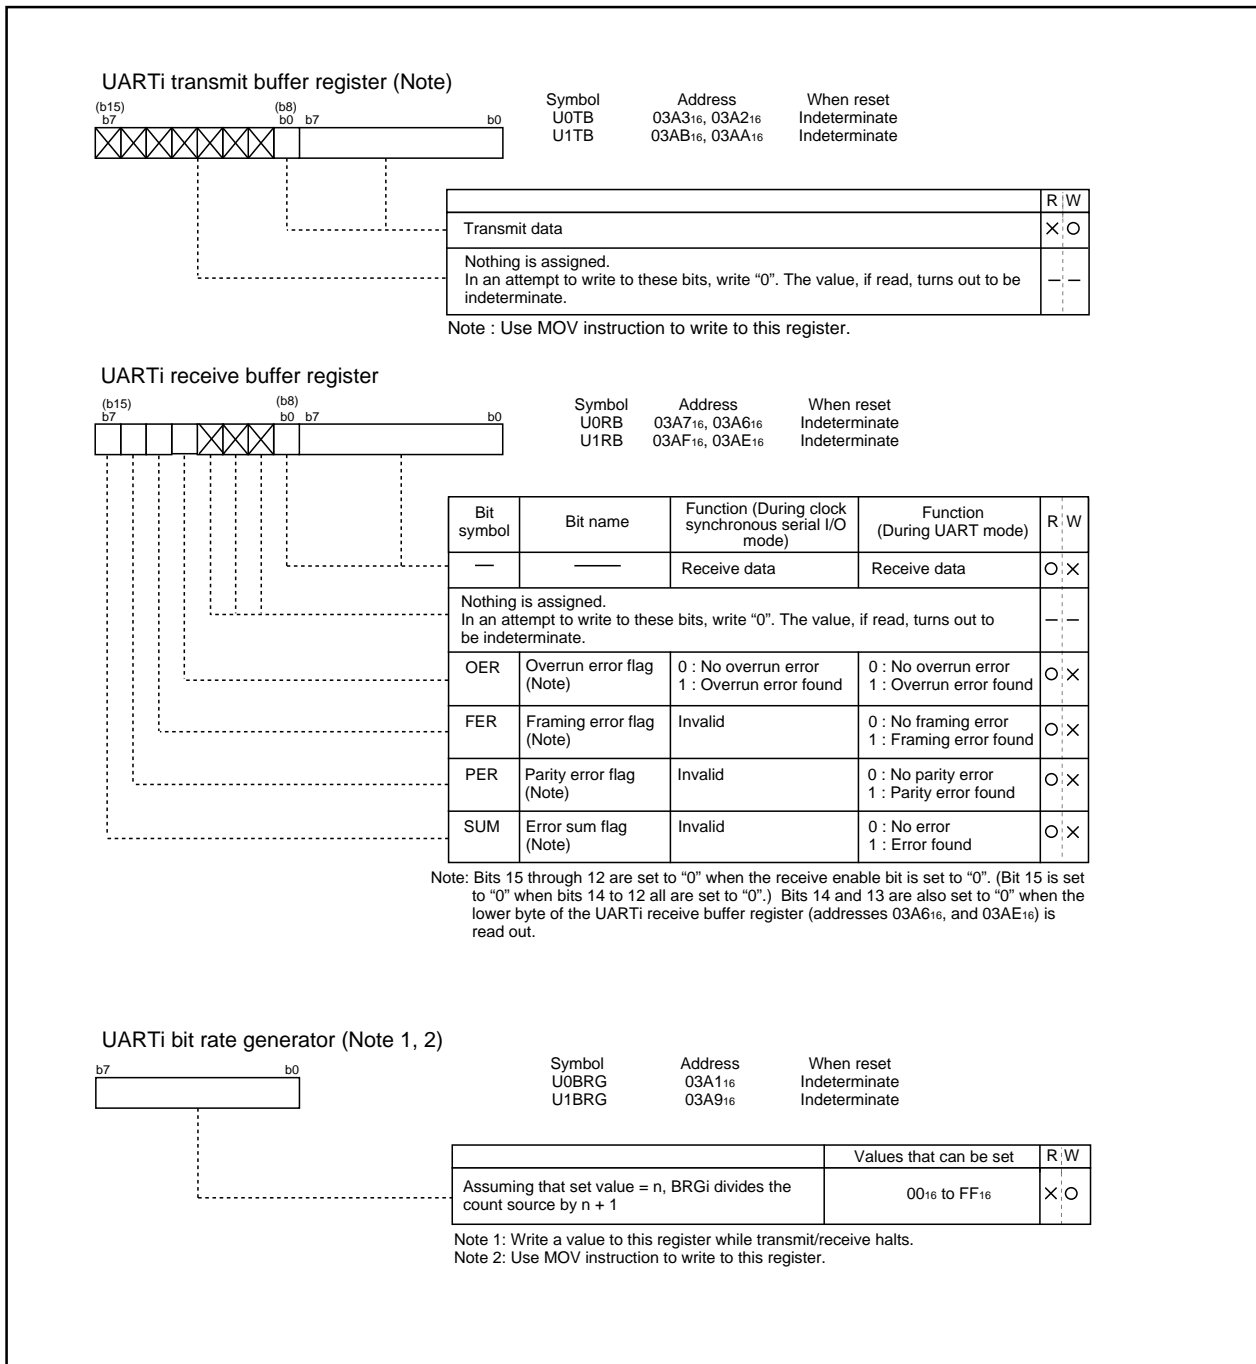 UARTi transmit buffer register (Note)
(b15) (b8)
b7 b0 b7 b0
Symbol Address When reset
U0TB 03A316, 03A216 Indeterminate
U1TB 03AB16, 03AA16 Indeterminate
R W
Transmit data X O
Nothing is assigned.
In an attempt to write to these bits, write “0”. The value, if read, turns out to be
indeterminate.
– –
Note : Use MOV instruction to write to this register.
UARTi receive buffer register
(b15) (b8)
b7 b0 b7 b0
Symbol Address When reset
U0RB 03A716, 03A616 Indeterminate
U1RB 03AF16, 03AE16 Indeterminate
Bit
symbol
Bit name
Function (During clock
synchronous serial I/O
mode)
Function
(During UART mode)
R W
— — Receive data Receive data O X
Nothing is assigned.
In an attempt to write to these bits, write “0”. The value, if read, turns out to
be indeterminate.
– –
OER Overrun error flag 0 : No overrun error 0 : No overrun error O X
(Note) 1 : Overrun error found 1 : Overrun error found
FER Framing error flag Invalid 0 : No framing error O X
(Note) 1 : Framing error found
PER Parity error flag Invalid 0 : No parity error O X
(Note) 1 : Parity error found
SUM Error sum flag Invalid 0 : No error O X
(Note) 1 : Error found
Note: Bits 15 through 12 are set to “0” when the receive enable bit is set to “0”. (Bit 15 is set
to “0” when bits 14 to 12 all are set to “0”.) Bits 14 and 13 are also set to “0” when the
lower byte of the UARTi receive buffer register (addresses 03A616, and 03AE16) is
read out.
UARTi bit rate generator (Note 1, 2)
b7 b0
Symbol Address When reset
U0BRG 03A116 Indeterminate
U1BRG 03A916 Indeterminate
Values that can be set R W
Assuming that set value = n, BRGi divides the
count source by n + 1
0016 to FF16 X O
Note 1: Write a value to this register while transmit/receive halts.
Note 2: Use MOV instruction to write to this register.